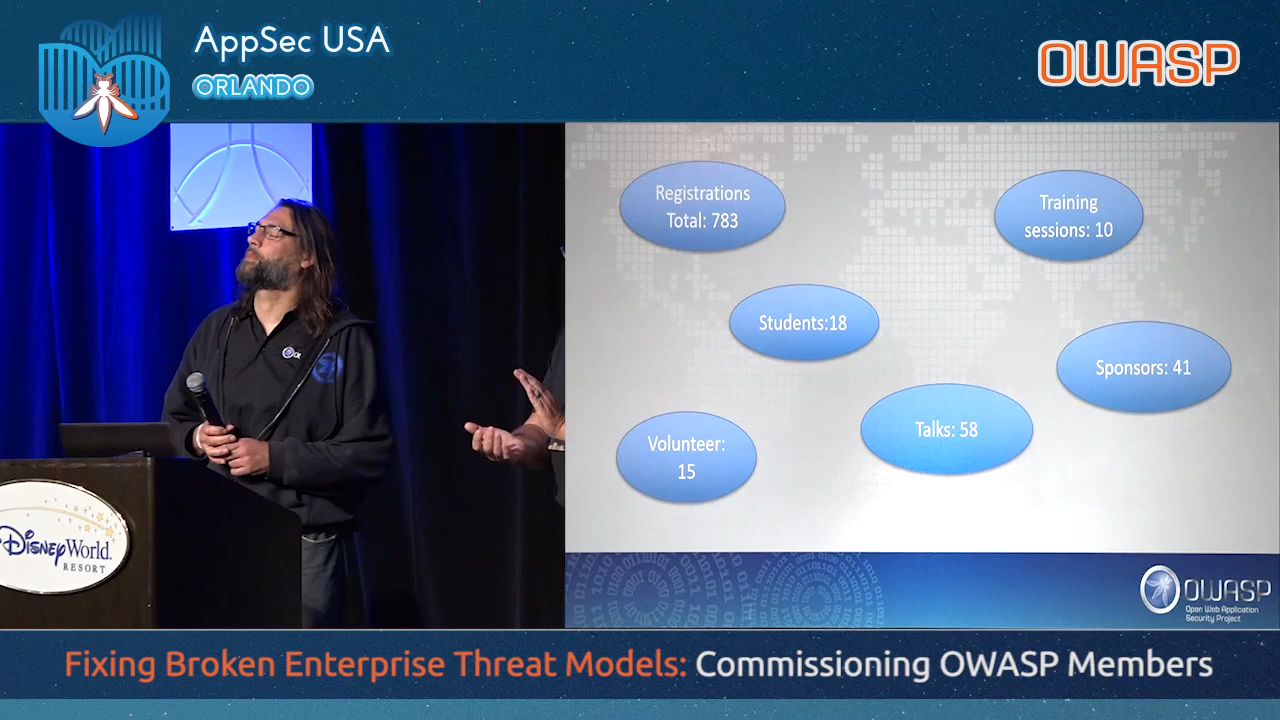 AppSec USA
ORLANDO
OWASP
Registrations
Total: 783
Training
sessions: 10
Students:18
Sponsors: 41
Talks: 58
Volunteer:
15
Disney World.
RESORT
OWASP
Open Web Application
Security Project
Fixing Broken Enterprise Threat Models: Commissioning OWASP Members